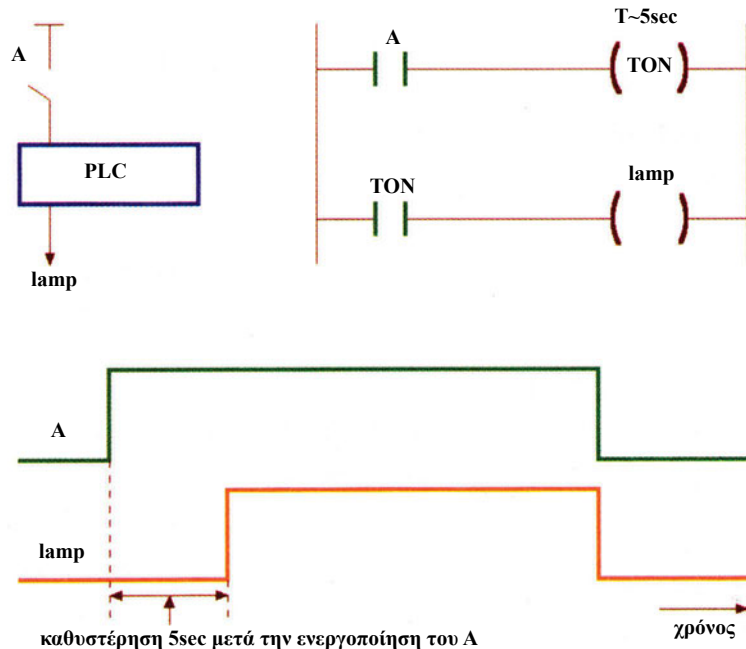 T~5sec
A
A
TON
PLC
TON
lamp
lamp
A
lamp
καθυστέρηση 5sec μετά την ενεργοποίηση του A
χρόνος